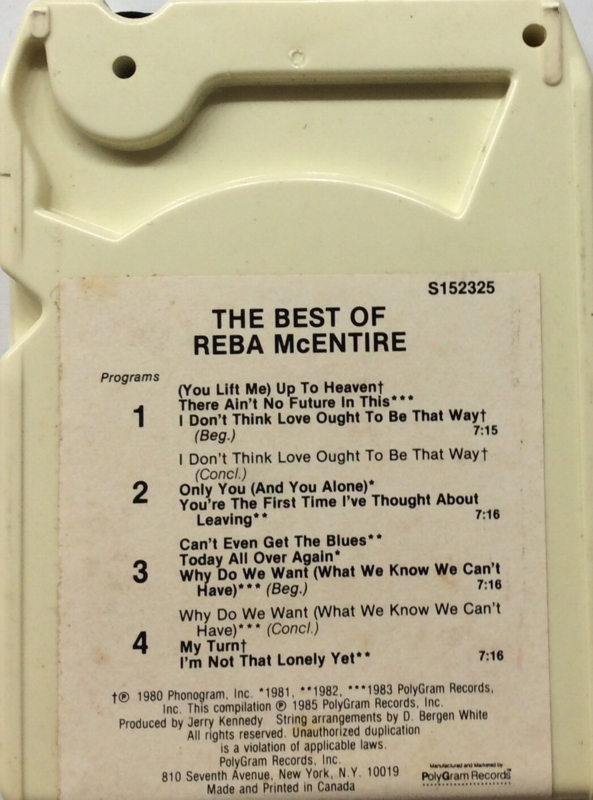 S152325
THE BEST OF
REBA McENTIRE
Programs
1
(You Lift Me) Up To Heaven†
There Ain't No Future In This***
I Don't Think Love Ought To Be That Way†
(Beg.) 7:15
2
I Don't Think Love Ought To Be That Way†
(Concl.)
Only You (And You Alone)*
You're The First Time I've Thought About
Leaving** 7:16
3
Can't Even Get The Blues**
Today All Over Again*
Why Do We Want (What We Know We Can't
Have)*** (Beg.) 7:16
4
Why Do We Want (What We Know We Can't
Have)*** (Concl.)
My Turn†
I'm Not That Lonely Yet** 7:16
†℗ 1980 Phonogram, Inc. *1981, **1982, ***1983 PolyGram Records,
Inc. This compilation ℗ 1985 PolyGram Records, Inc.
Produced by Jerry Kennedy String arrangements by D. Bergen White
All rights reserved. Unauthorized duplication
is a violation of applicable laws.
PolyGram Records, Inc.
810 Seventh Avenue, New York, N.Y. 10019
Made and Printed in Canada
Manufactured and Marketed by
PolyGram Records™